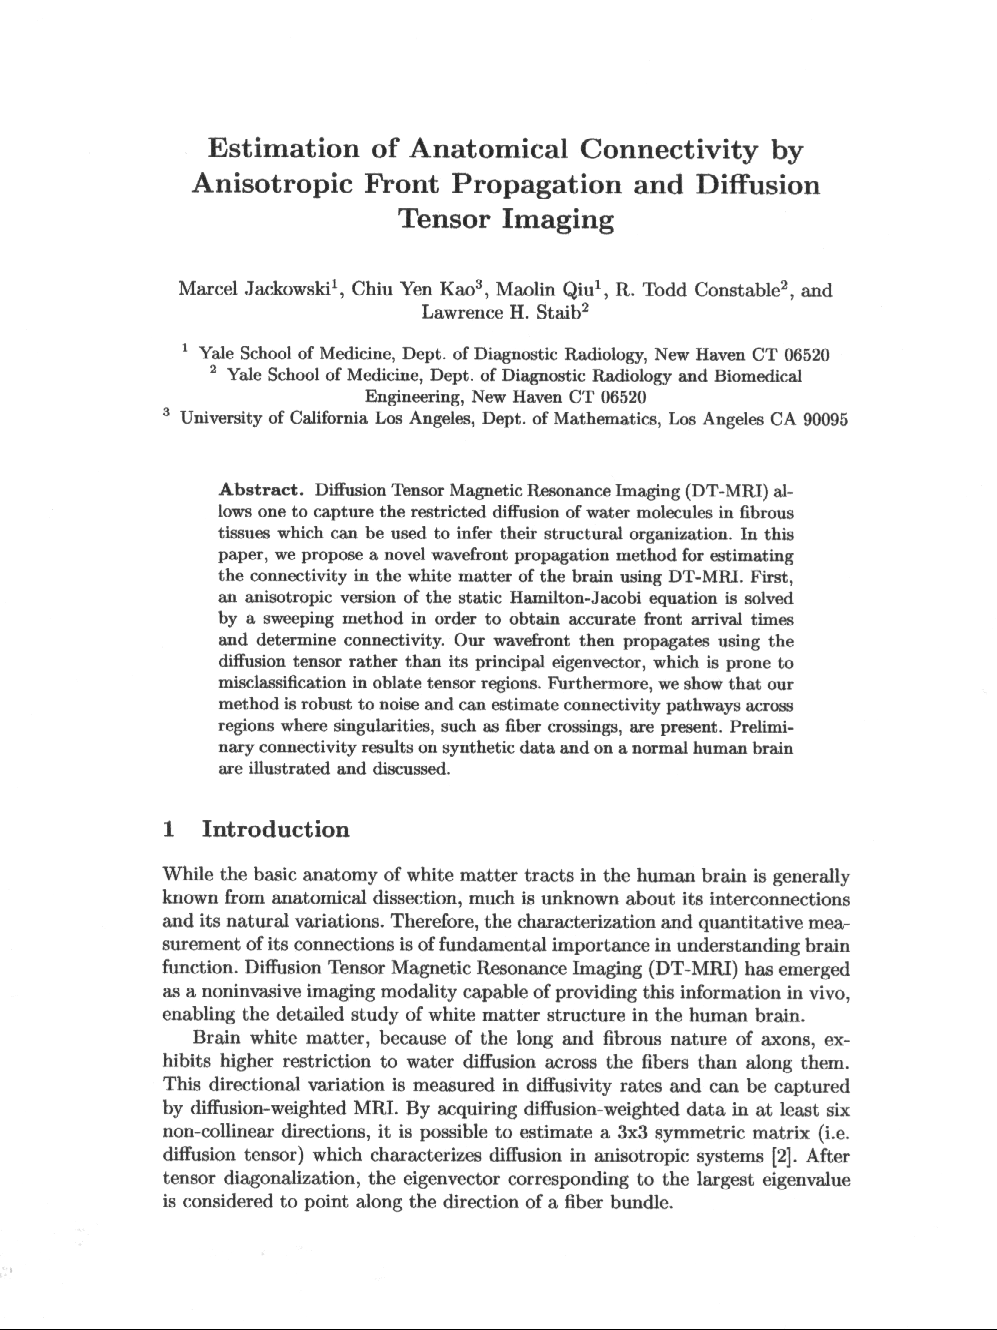 Estimation of Anatomical Connectivity by
Anisotropic Front Propagation and Diffusion
Tensor Imaging
Marcel Jackowski¹, Chiu Yen Kao³, Maolin Qiu¹, R. Todd Constable², and
Lawrence H. Staib²
¹ Yale School of Medicine, Dept. of Diagnostic Radiology, New Haven CT 06520
² Yale School of Medicine, Dept. of Diagnostic Radiology and Biomedical
Engineering, New Haven CT 06520
³ University of California Los Angeles, Dept. of Mathematics, Los Angeles CA 90095
Abstract. Diffusion Tensor Magnetic Resonance Imaging (DT-MRI) al-
lows one to capture the restricted diffusion of water molecules in fibrous
tissues which can be used to infer their structural organization. In this
paper, we propose a novel wavefront propagation method for estimating
the connectivity in the white matter of the brain using DT-MRI. First,
an anisotropic version of the static Hamilton-Jacobi equation is solved
by a sweeping method in order to obtain accurate front arrival times
and determine connectivity. Our wavefront then propagates using the
diffusion tensor rather than its principal eigenvector, which is prone to
misclassification in oblate tensor regions. Furthermore, we show that our
method is robust to noise and can estimate connectivity pathways across
regions where singularities, such as fiber crossings, are present. Prelimi-
nary connectivity results on synthetic data and on a normal human brain
are illustrated and discussed.
1 Introduction
While the basic anatomy of white matter tracts in the human brain is generally
known from anatomical dissection, much is unknown about its interconnections
and its natural variations. Therefore, the characterization and quantitative mea-
surement of its connections is of fundamental importance in understanding brain
function. Diffusion Tensor Magnetic Resonance Imaging (DT-MRI) has emerged
as a noninvasive imaging modality capable of providing this information in vivo,
enabling the detailed study of white matter structure in the human brain.
Brain white matter, because of the long and fibrous nature of axons, ex-
hibits higher restriction to water diffusion across the fibers than along them.
This directional variation is measured in diffusivity rates and can be captured
by diffusion-weighted MRI. By acquiring diffusion-weighted data in at least six
non-collinear directions, it is possible to estimate a 3x3 symmetric matrix (i.e.
diffusion tensor) which characterizes diffusion in anisotropic systems [2]. After
tensor diagonalization, the eigenvector corresponding to the largest eigenvalue
is considered to point along the direction of a fiber bundle.